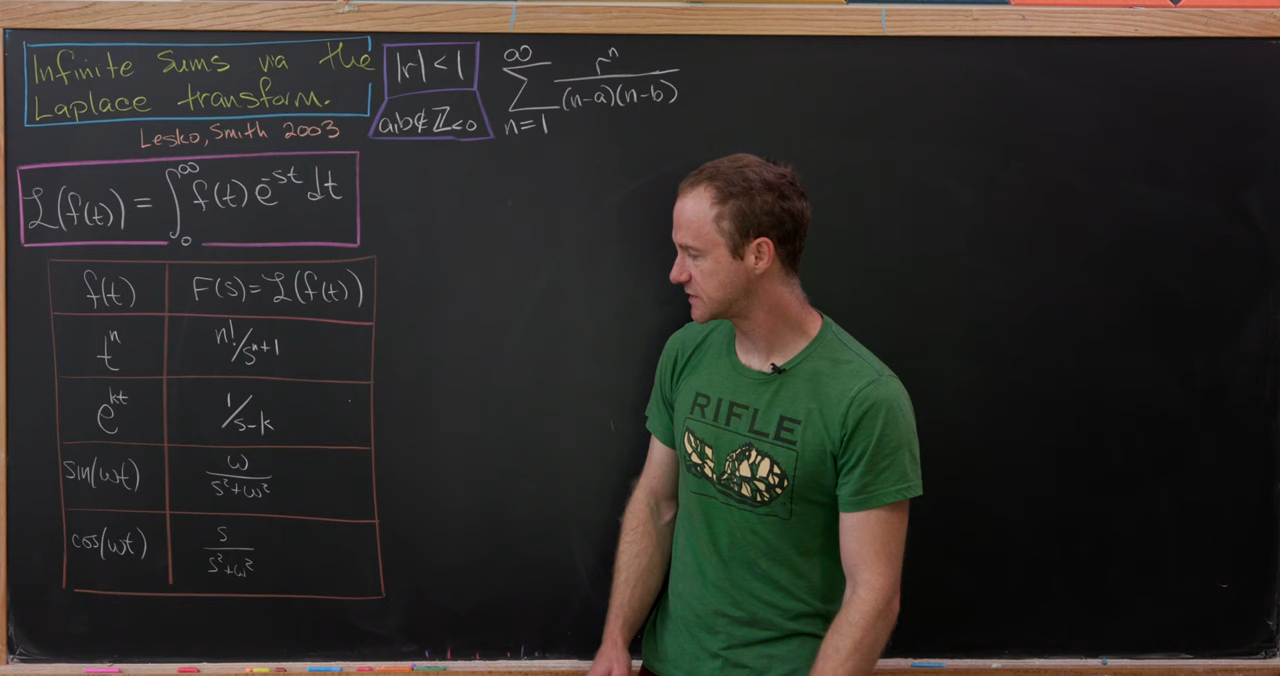 Infinite Sums via the
Laplace transform.
Lesko, Smith 2003
|r| < 1
a,b ∉ ℤ<0
∞
∑ rⁿ/((n-a)(n-b))
n=1
ℒ(f(t)) = ∫₀^∞ f(t) e^{-st} dt
f(t) F(s) = ℒ(f(t))
tⁿ n!/sⁿ⁺¹
e^{kt} 1/s-k
sin(ωt) ω/(s²+ω²)
cos(ωt) s/(s²+ω²)
RIFLE